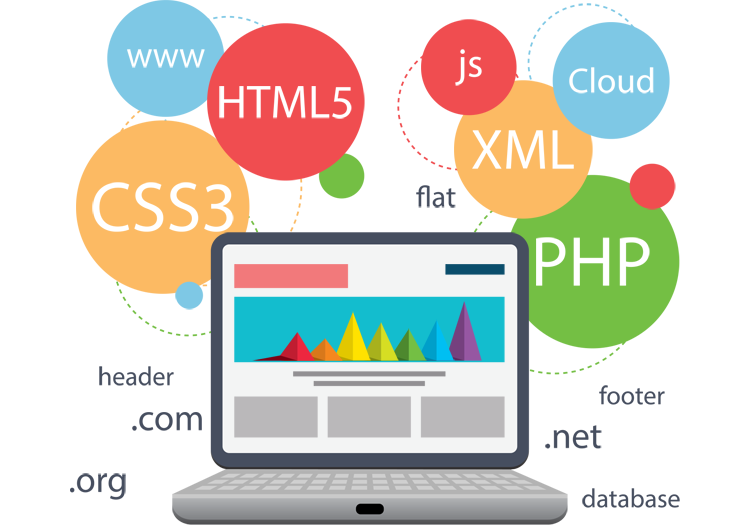 www
HTML5
js
Cloud
XML
CSS3
flat
PHP
header
footer
.com
.net
.org
database